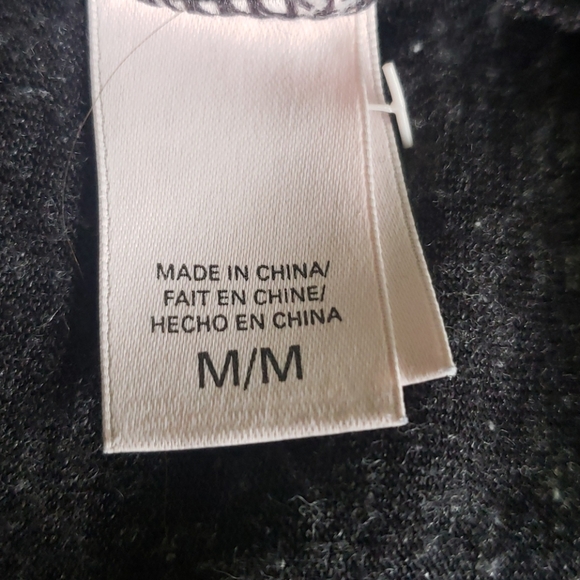 MADE IN CHINA/
FAIT EN CHINE/
HECHO EN CHINA
M/M